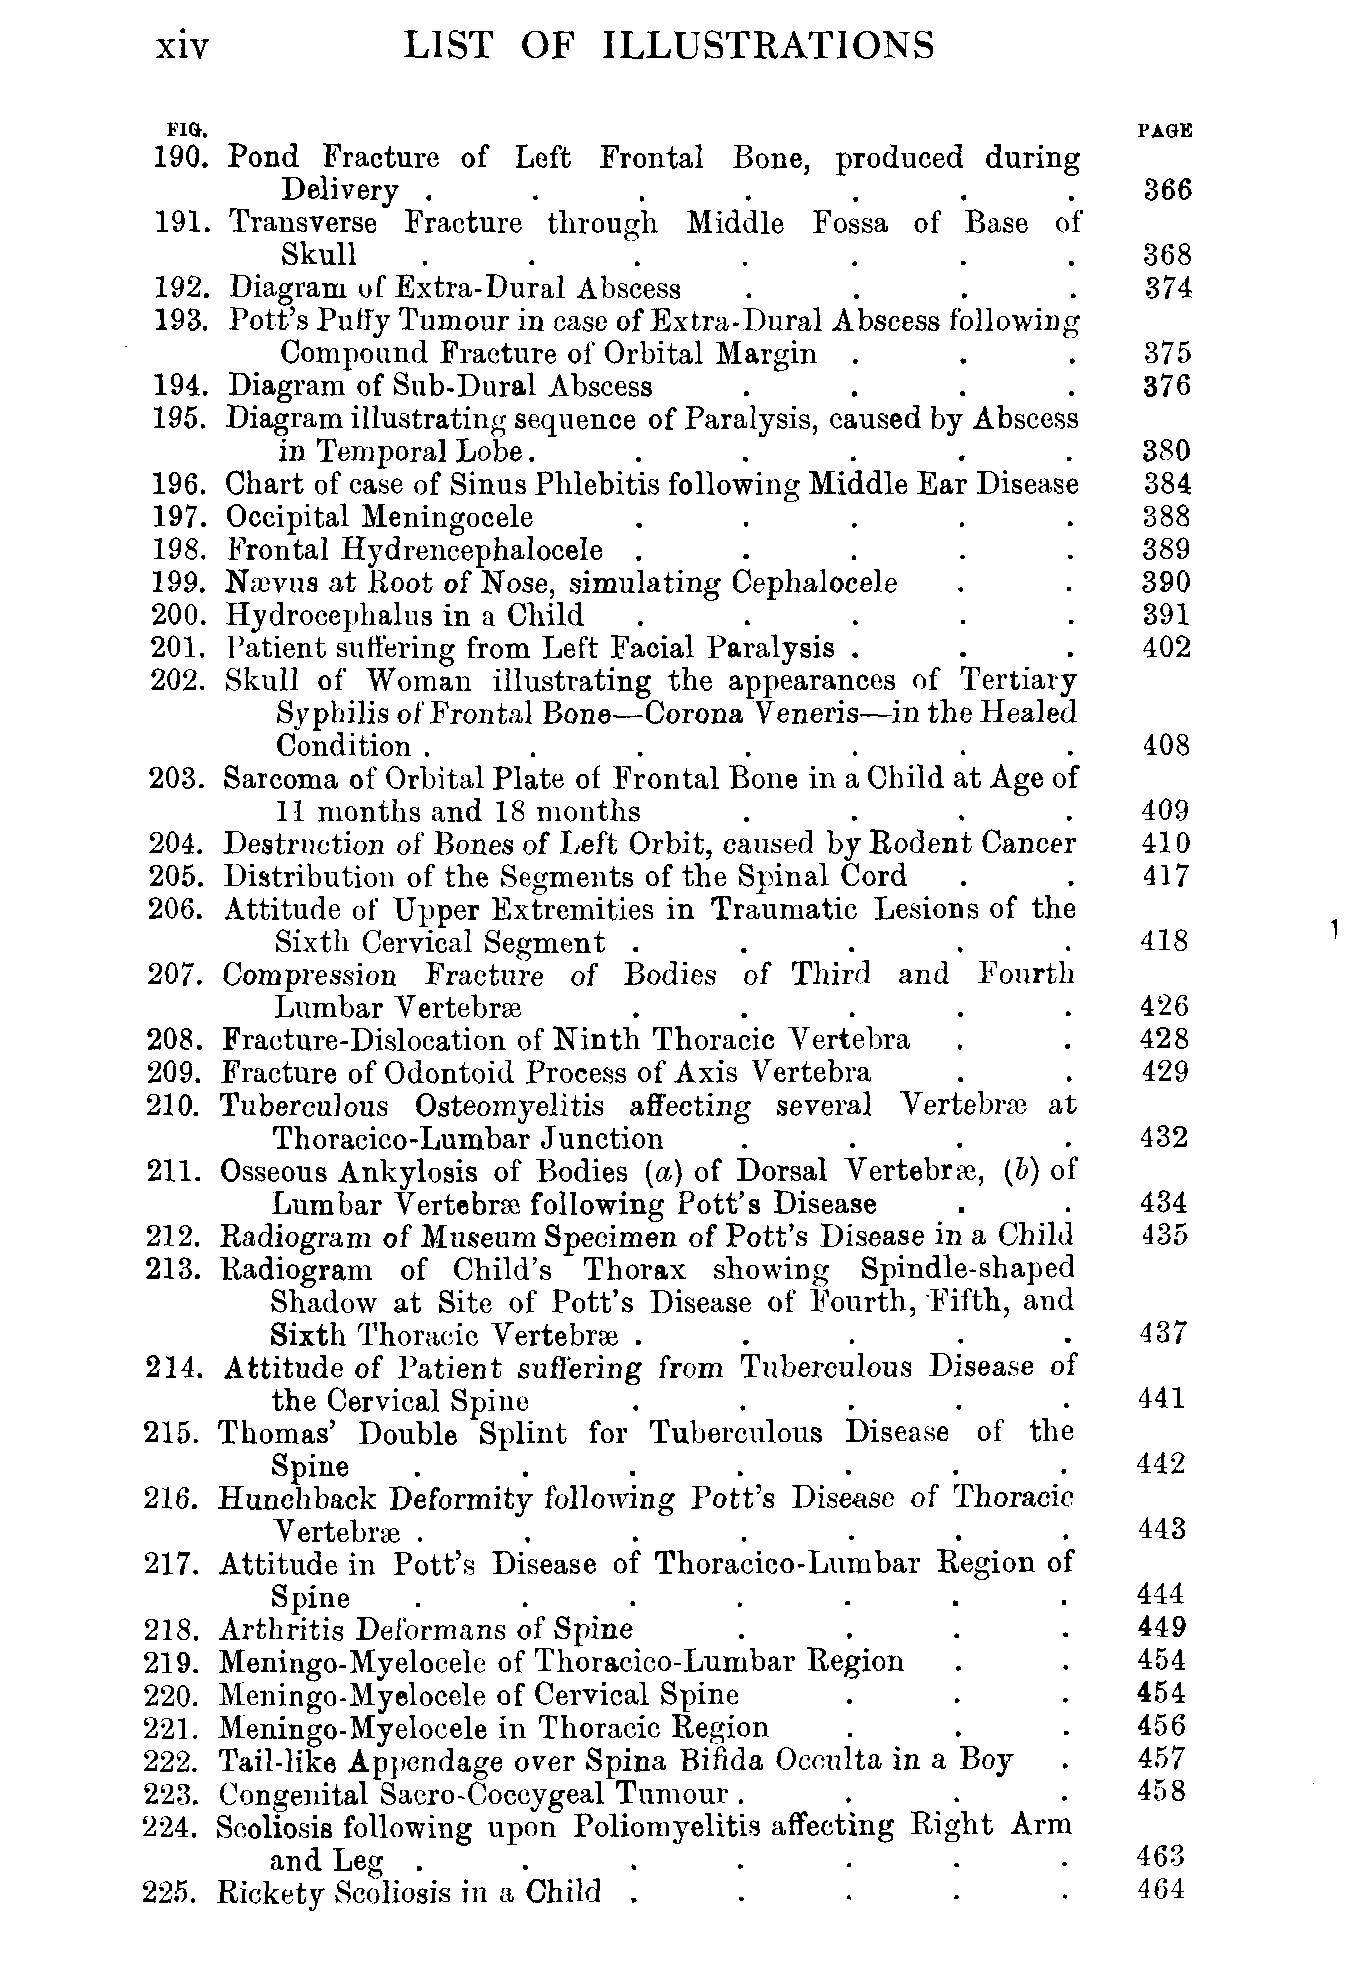 xiv LIST OF ILLUSTRATIONS
FIG. PAGE
190. Pond Fracture of Left Frontal Bone, produced during
Delivery . . . . . . . 366
191. Transverse Fracture through Middle Fossa of Base of
Skull . . . . . . . 368
192. Diagram of Extra-Dural Abscess . . . . 374
193. Pott's Puffy Tumour in case of Extra-Dural Abscess following
Compound Fracture of Orbital Margin . . . 375
194. Diagram of Sub-Dural Abscess . . . . 376
195. Diagram illustrating sequence of Paralysis, caused by Abscess
in Temporal Lobe . . . . . . 380
196. Chart of case of Sinus Phlebitis following Middle Ear Disease 384
197. Occipital Meningocele . . . . . 388
198. Frontal Hydrencephalocele . . . . . 389
199. Nævus at Root of Nose, simulating Cephalocele . . 390
200. Hydrocephalus in a Child . . . . . 391
201. Patient suffering from Left Facial Paralysis . . . 402
202. Skull of Woman illustrating the appearances of Tertiary
Syphilis of Frontal Bone—Corona Veneris—in the Healed
Condition . . . . . . . 408
203. Sarcoma of Orbital Plate of Frontal Bone in a Child at Age of
11 months and 18 months . . . . 409
204. Destruction of Bones of Left Orbit, caused by Rodent Cancer 410
205. Distribution of the Segments of the Spinal Cord . . 417
206. Attitude of Upper Extremities in Traumatic Lesions of the
Sixth Cervical Segment . . . . . 418
207. Compression Fracture of Bodies of Third and Fourth
Lumbar Vertebræ . . . . . 426
208. Fracture-Dislocation of Ninth Thoracic Vertebra . . 428
209. Fracture of Odontoid Process of Axis Vertebra . . 429
210. Tuberculous Osteomyelitis affecting several Vertebræ at
Thoracico-Lumbar Junction . . . . 432
211. Osseous Ankylosis of Bodies (a) of Dorsal Vertebræ, (b) of
Lumbar Vertebræ following Pott's Disease . . 434
212. Radiogram of Museum Specimen of Pott's Disease in a Child 435
213. Radiogram of Child's Thorax showing Spindle-shaped
Shadow at Site of Pott's Disease of Fourth, Fifth, and
Sixth Thoracic Vertebræ . . . . . 437
214. Attitude of Patient suffering from Tuberculous Disease of
the Cervical Spine . . . . . 441
215. Thomas' Double Splint for Tuberculous Disease of the
Spine . . . . . . . 442
216. Hunchback Deformity following Pott's Disease of Thoracic
Vertebræ . . . . . . . 443
217. Attitude in Pott's Disease of Thoracico-Lumbar Region of
Spine . . . . . . . 444
218. Arthritis Deformans of Spine . . . . 449
219. Meningo-Myelocele of Thoracico-Lumbar Region . . 454
220. Meningo-Myelocele of Cervical Spine . . . 454
221. Meningo-Myelocele in Thoracic Region . . . 456
222. Tail-like Appendage over Spina Bifida Occulta in a Boy . 457
223. Congenital Sacro-Coccygeal Tumour . . . . 458
224. Scoliosis following upon Poliomyelitis affecting Right Arm
and Leg . . . . . . . 463
225. Rickety Scoliosis in a Child . . . . . 464